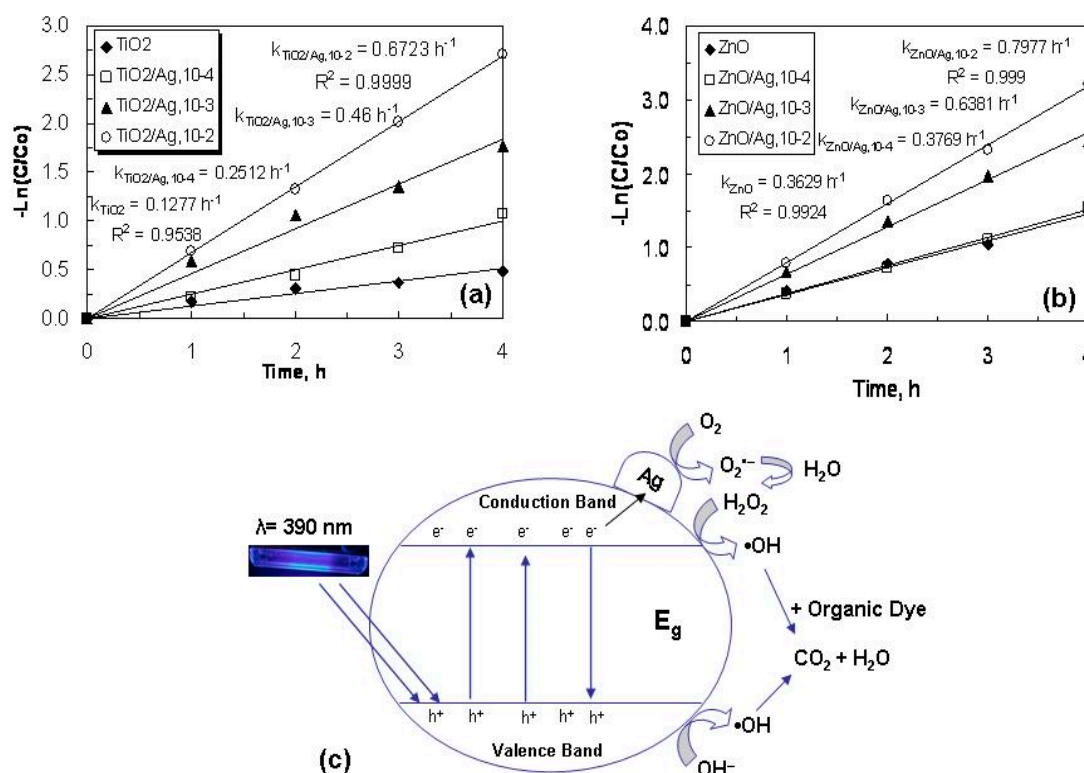 3.0
2.5
2.0
1.5
1.0
0.5
0.0
-Ln(C/Co)
TiO2
TiO2/Ag,10-4
TiO2/Ag,10-3
TiO2/Ag,10-2
kTiO2/Ag,10-2 = 0.6723 h-1
R2 = 0.9999
kTiO2/Ag,10-3 = 0.46 h-1
kTiO2/Ag,10-4 = 0.2512 h-1
kTiO2 = 0.1277 h-1
R2 = 0.9538
(a)
0 1 2 3 4
Time, h
4.0
3.0
2.0
1.0
0.0
-Ln(C/Co)
ZnO
ZnO/Ag,10-4
ZnO/Ag,10-3
ZnO/Ag,10-2
kZnO/Ag,10-2 = 0.7977 h-1
R2 = 0.999
kZnO/Ag,10-3 = 0.6381 h-1
kZnO/Ag,10-4 = 0.3769 h-1
kZnO = 0.3629 h-1
R2 = 0.9924
(b)
0 1 2 3
Time, h
λ= 390 nm
Conduction Band
e- e- e- e- e-
Ag
O2
O2•− H2O
H2O2
•OH
+ Organic Dye
Eg
CO2 + H2O
h+ h+ h+ h+ h+
Valence Band
•OH
OH−
(c)